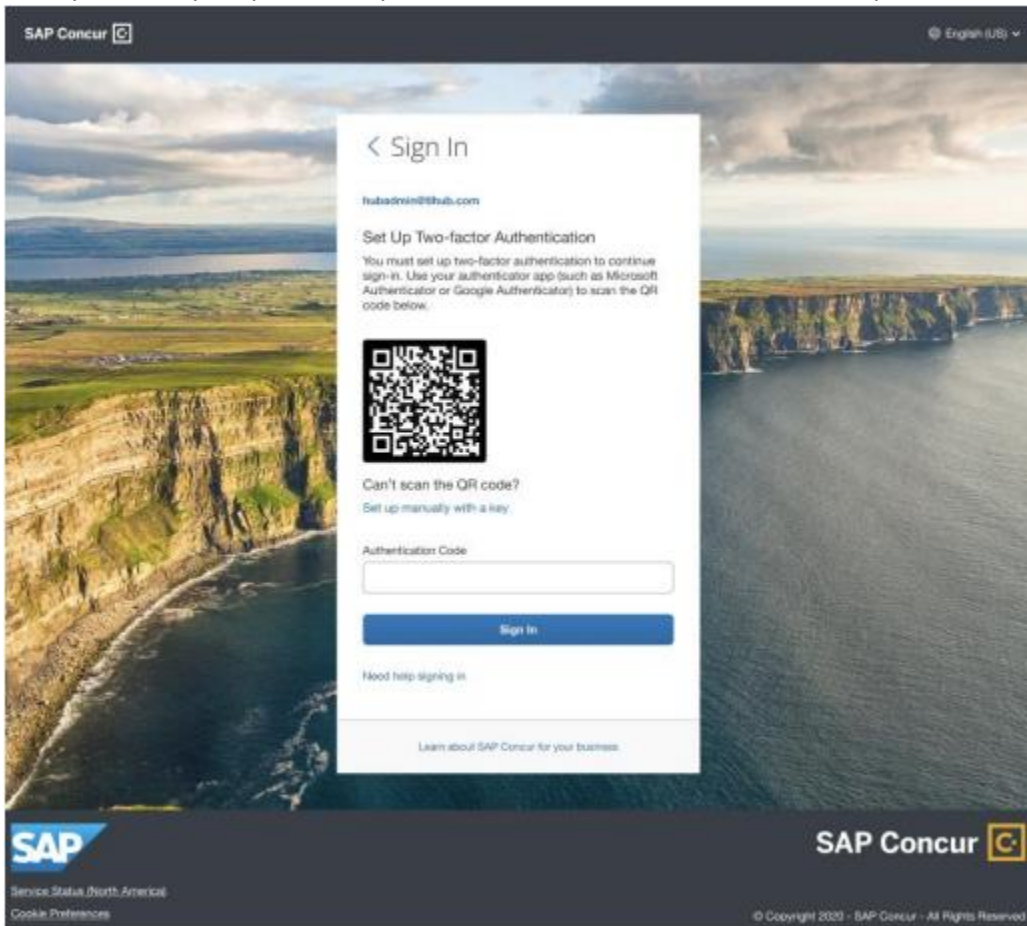 SAP Concur C
English (US)
Sign In
hubadmin@tihub.com
Set Up Two-factor Authentication
You must set up two-factor authentication to continue
sign-in. Use your authenticator app (such as Microsoft
Authenticator or Google Authenticator) to scan the QR
code below.
Can't scan the QR code?
Set up manually with a key
Authentication Code
Sign In
Need help signing in
Learn about SAP Concur for your business
SAP
SAP Concur C
Service Status (North America)
Cookie Preferences
© Copyright 2020 - SAP Concur - All Rights Reserved